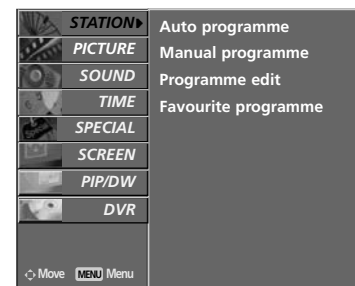 STATION
PICTURE
SOUND
TIME
SPECIAL
SCREEN
PIP/DW
DVR
Auto programme
Manual programme
Programme edit
Favourite programme
Move MENU Menu